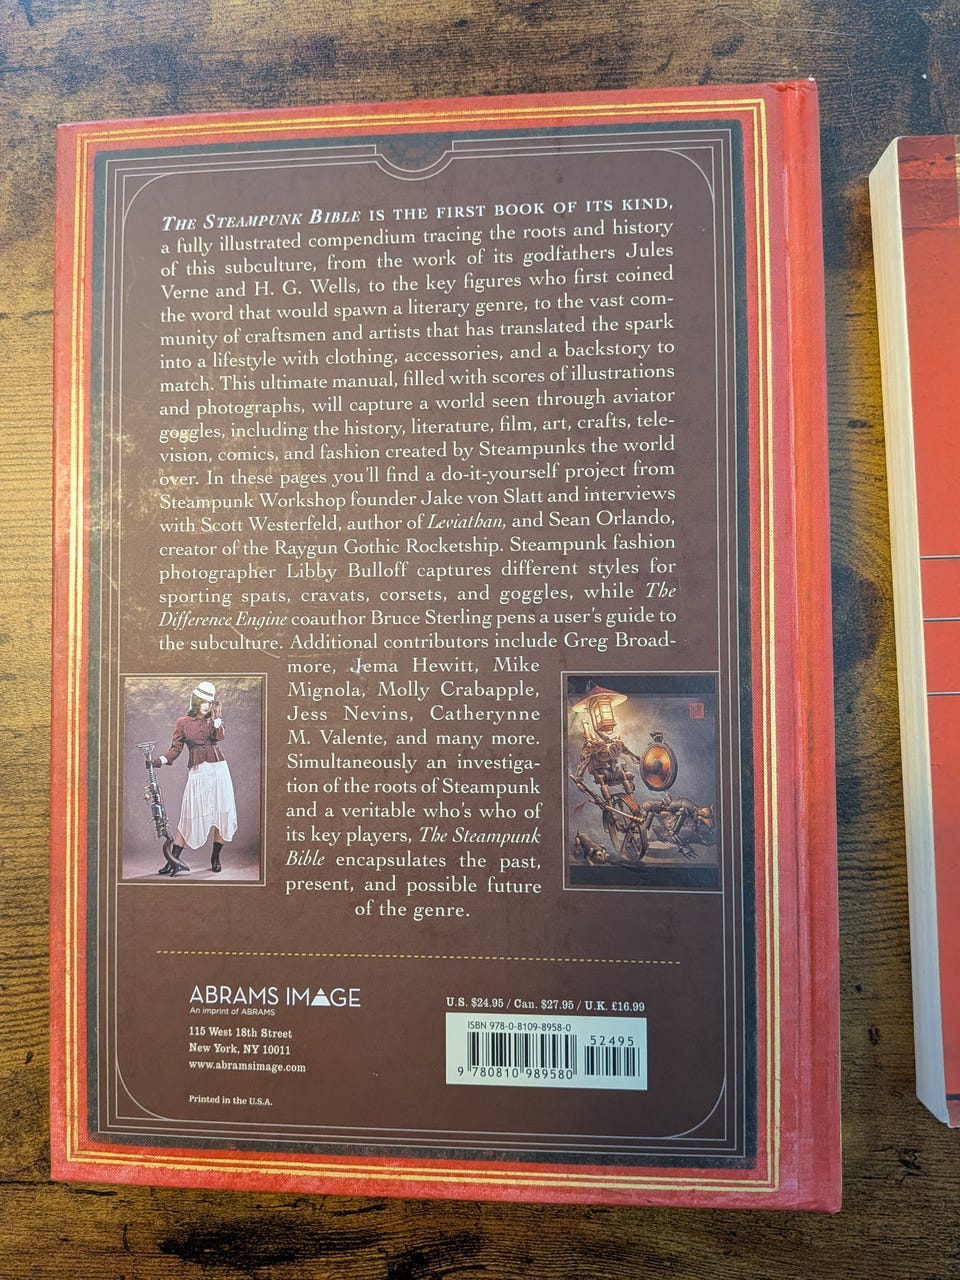 THE STEAMPUNK BIBLE IS THE FIRST BOOK OF ITS KIND,
a fully illustrated compendium tracing the roots and history
of this subculture, from the work of its godfathers Jules
Verne and H. G. Wells, to the key figures who first coined
the word that would spawn a literary genre, to the vast com-
munity of craftsmen and artists that has translated the spark
into a lifestyle with clothing, accessories, and a backstory to
match. This ultimate manual, filled with scores of illustrations
and photographs, will capture a world seen through aviator
goggles, including the history, literature, film, art, crafts, tele-
vision, comics, and fashion created by Steampunks the world
over. In these pages you'll find a do-it-yourself project from
Steampunk Workshop founder Jake von Slatt and interviews
with Scott Westerfeld, author of Leviathan, and Sean Orlando,
creator of the Raygun Gothic Rocketship. Steampunk fashion
photographer Libby Bulloff captures different styles for
sporting spats, cravats, corsets, and goggles, while The
Difference Engine coauthor Bruce Sterling pens a user's guide to
the subculture. Additional contributors include Greg Broad-
more, Jema Hewitt, Mike
Mignola, Molly Crabapple,
Jess Nevins, Catherynne
M. Valente, and many more.
Simultaneously an investiga-
tion of the roots of Steampunk
and a veritable who's who of
its key players, The Steampunk
Bible encapsulates the past,
present, and possible future
of the genre.
ABRAMS IMAGE
An imprint of ABRAMS
115 West 18th Street
New York, NY 10011
www.abramsimage.com
Printed in the U.S.A.
U.S. $24.95 / Can. $27.95 / U.K. £16.99
ISBN 978-0-8109-8958-0
52495
9 780810 989580